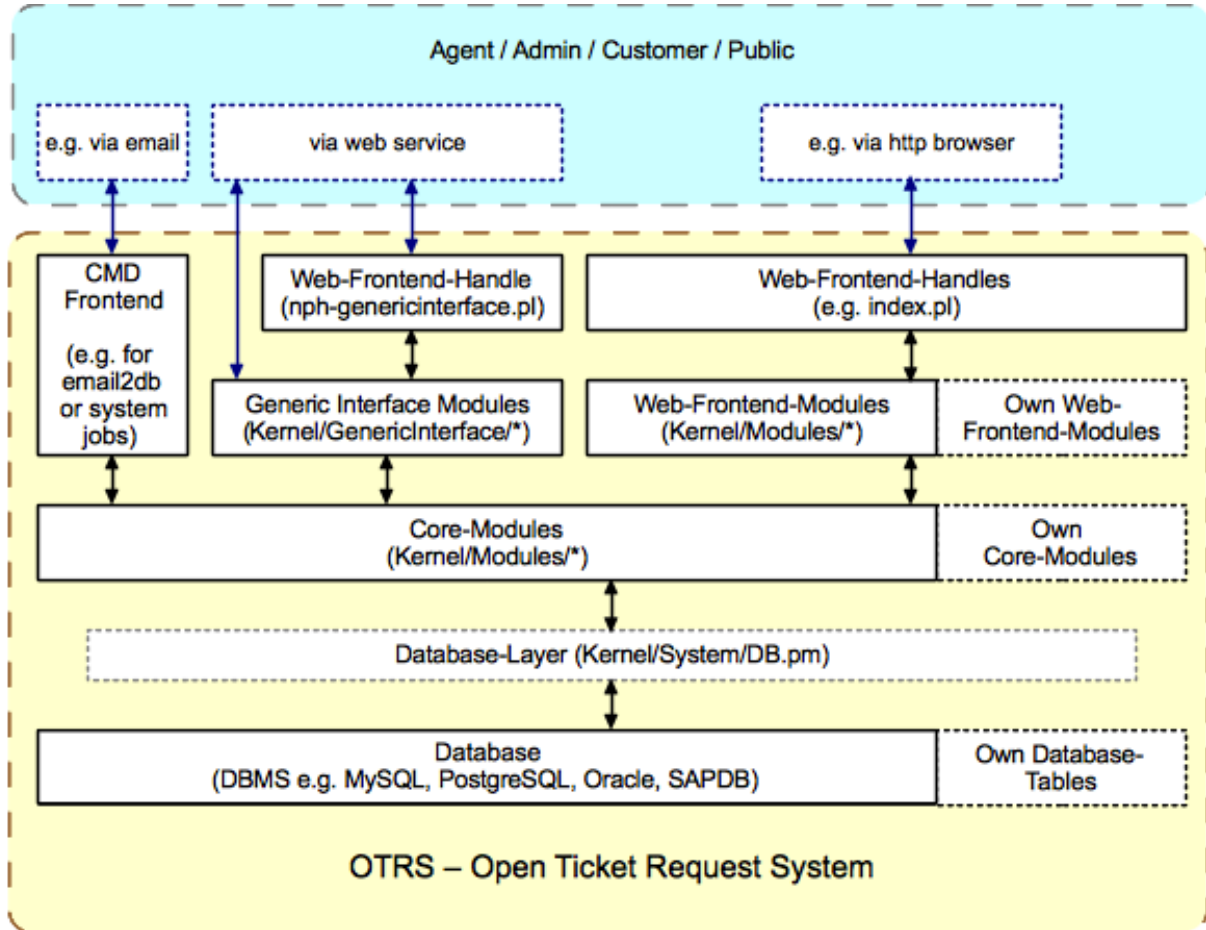 Agent / Admin / Customer / Public
e.g. via email
via web service
e.g. via http browser
CMD
Frontend
(e.g. for
email2db
or system
jobs)
Web-Frontend-Handle
(nph-genericinterface.pl)
Web-Frontend-Handles
(e.g. index.pl)
Generic Interface Modules
(Kernel/GenericInterface/*)
Web-Frontend-Modules
(Kernel/Modules/*)
Own Web-
Frontend-Modules
Core-Modules
(Kernel/Modules/*)
Own
Core-Modules
Database-Layer (Kernel/System/DB.pm)
Database
(DBMS e.g. MySQL, PostgreSQL, Oracle, SAPDB)
Own Database-
Tables
OTRS – Open Ticket Request System